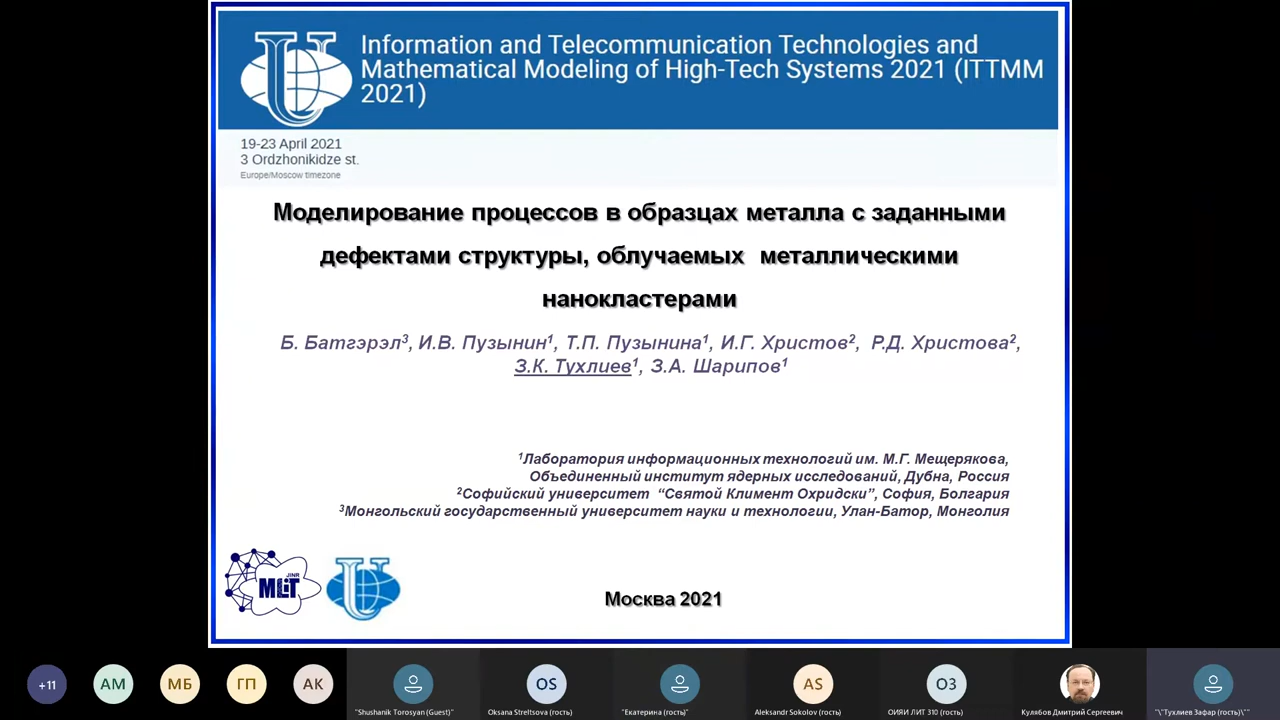 Information and Telecommunication Technologies and
Mathematical Modeling of High-Tech Systems 2021 (ITTMM
2021)
19-23 April 2021
3 Ordzhonikidze st.
Europe/Moscow timezone
Моделирование процессов в образцах металла с заданными
дефектами структуры, облучаемых металлическими
нанокластерами
Б. Батгэрэл³, И.В. Пузынин¹, Т.П. Пузынина¹, И.Г. Христов², Р.Д. Христова²,
З.К. Тухлиев¹, З.А. Шарипов¹
¹Лаборатория информационных технологий им. М.Г. Мещерякова,
Объединенный институт ядерных исследований, Дубна, Россия
²Софийский университет “Святой Климент Охридски”, София, Болгария
³Монгольский государственный университет науки и технологии, Улан-Батор, Монголия
JINR
MLIT
Москва 2021
+11
АМ
МБ
ГП
АК
OS
AS
ОЗ
"Shushanik Torosyan (Guest)"
Oksana Streltsova (гость)
"Екатерина (гость)"
Aleksandr Sokolov (гость)
ОИЯИ ЛИТ 310 (гость)
Кулябов Дмитрий Сергеевич
"\"Тухлиев Зафар (гость)\""